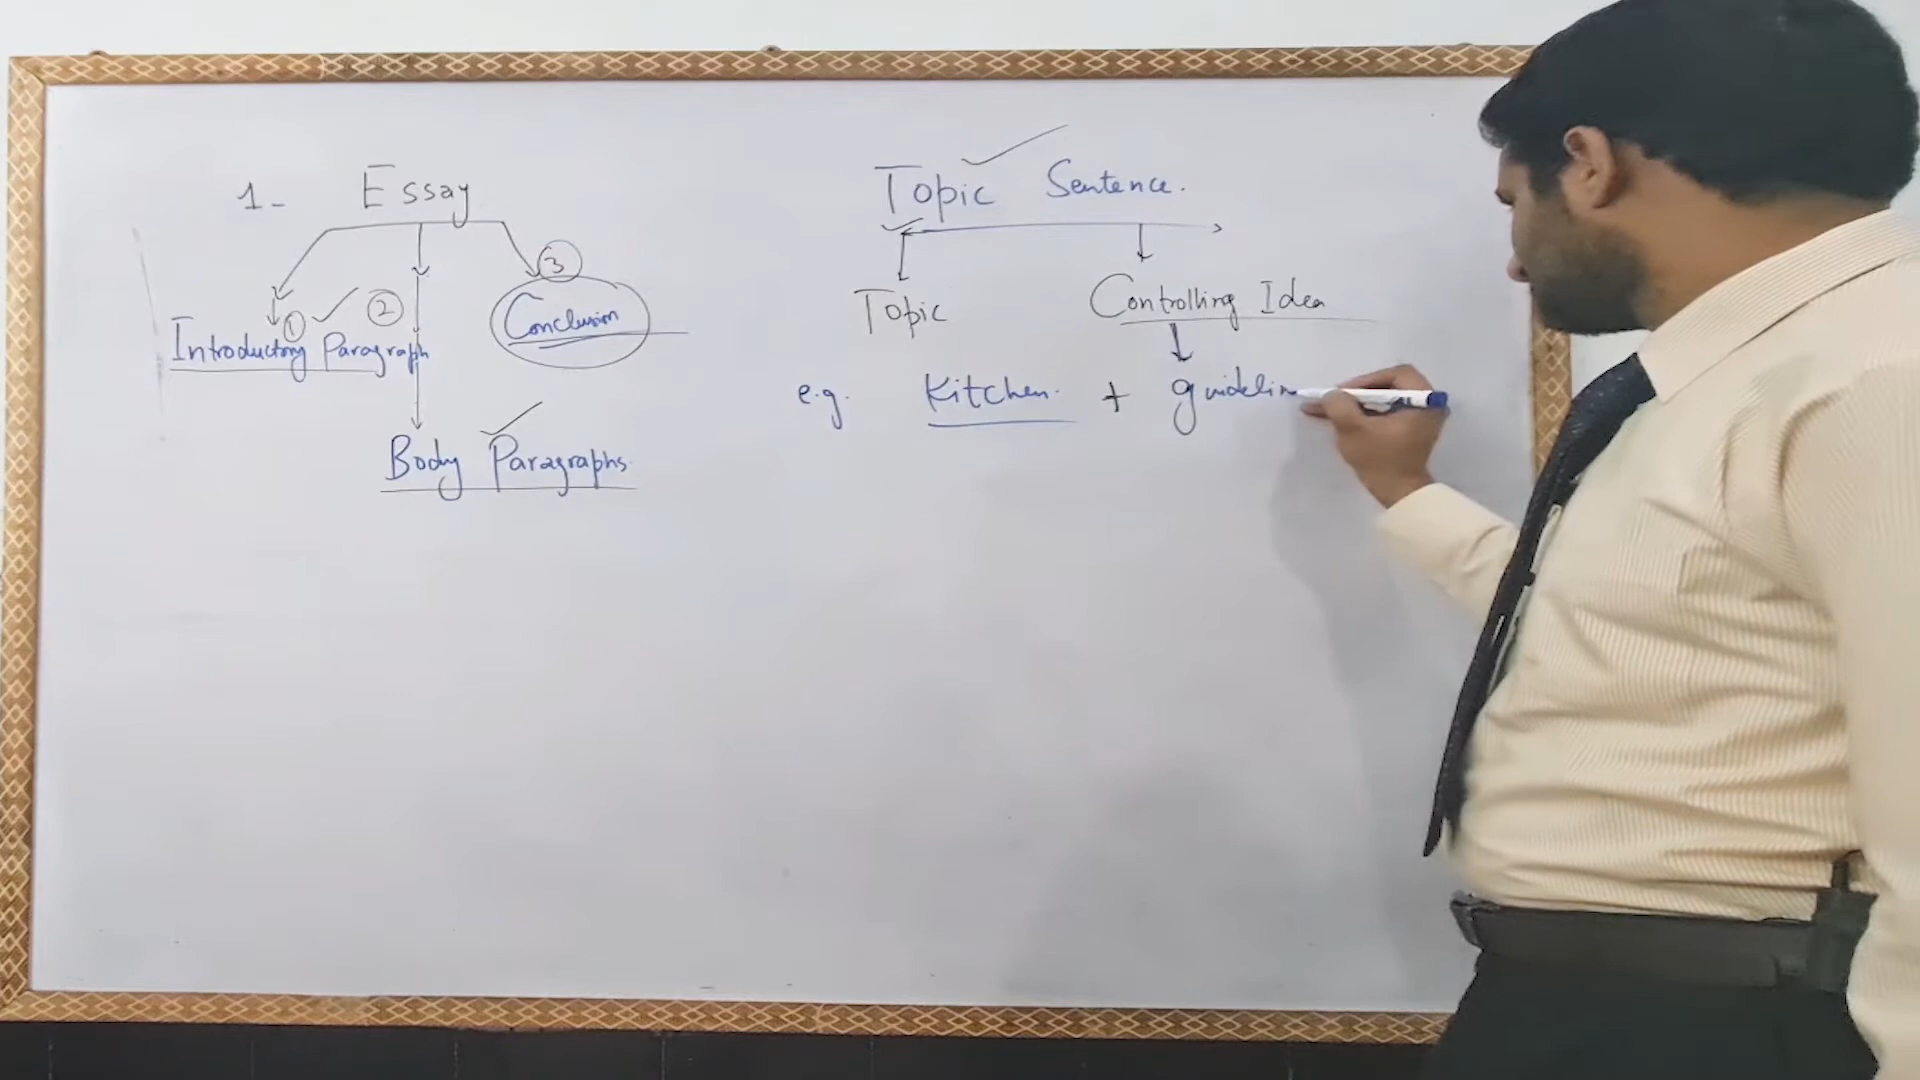 1- Essay
3
1 2 Conclusion
Introductory Paragraph
Body Paragraphs.
Topic Sentence.
Topic Controlling Idea
e.g. Kitchen. + guidelin